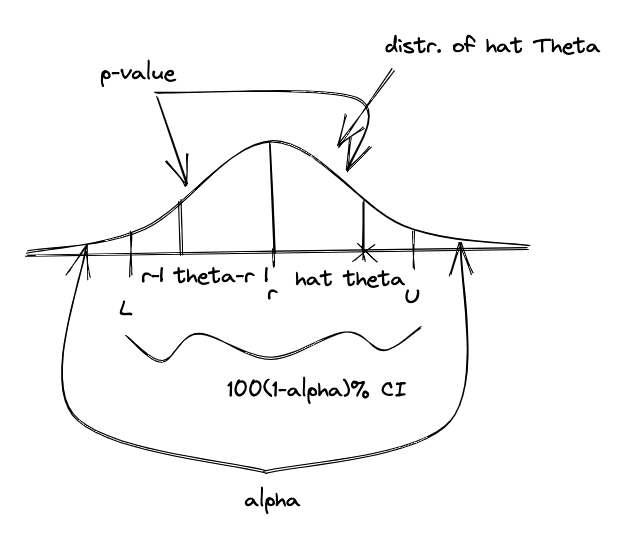 distr. of hat Theta
p-value
r-| theta-r |
r
hat theta
L
U
100(1-alpha)% CI
alpha